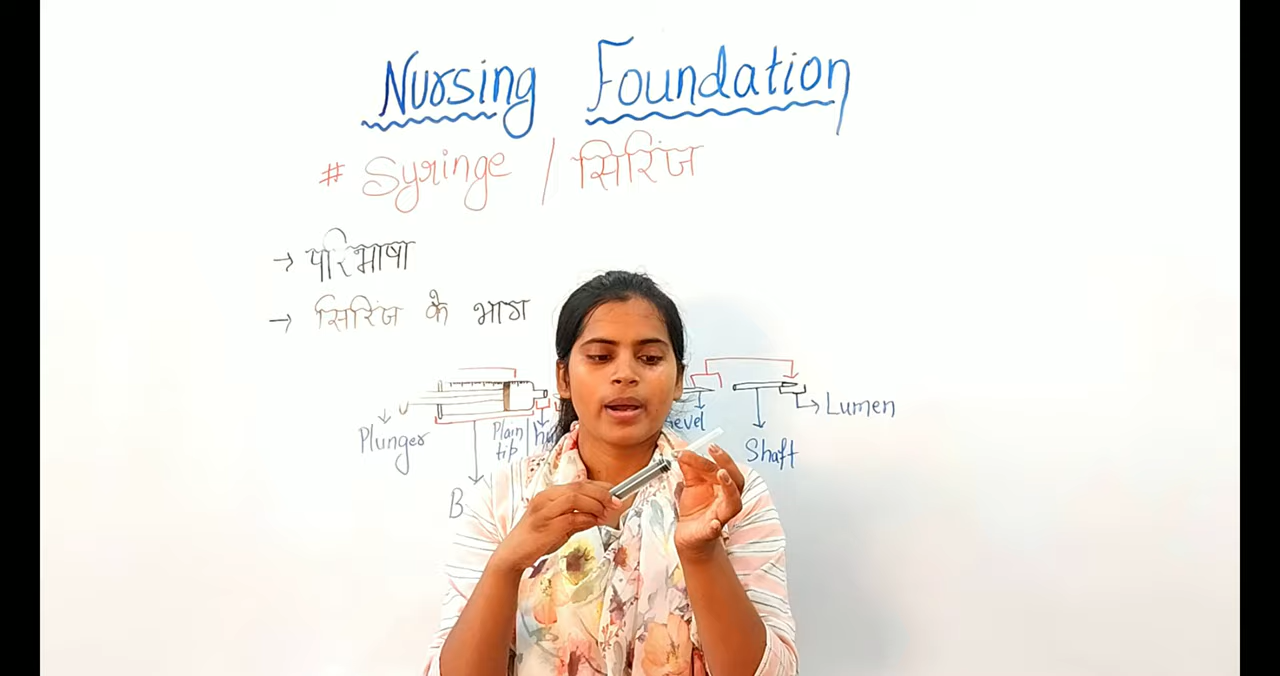 Nursing Foundation
# Syringe / सिरिंज
→ परिभाषा
→ सिरिंज के भाग
Plunger
Plain tip
Lumen
Shaft
B